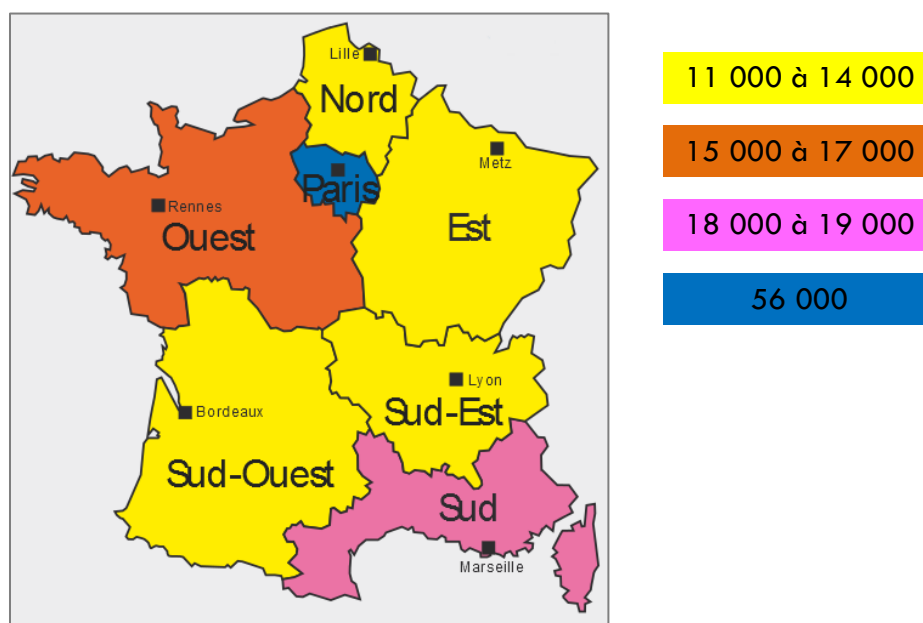 Lille
Nord
Metz
Paris
Rennes
Ouest
Est
Lyon
Bordeaux
Sud-Est
Sud-Ouest
Sud
Marseille
11 000 à 14 000
15 000 à 17 000
18 000 à 19 000
56 000